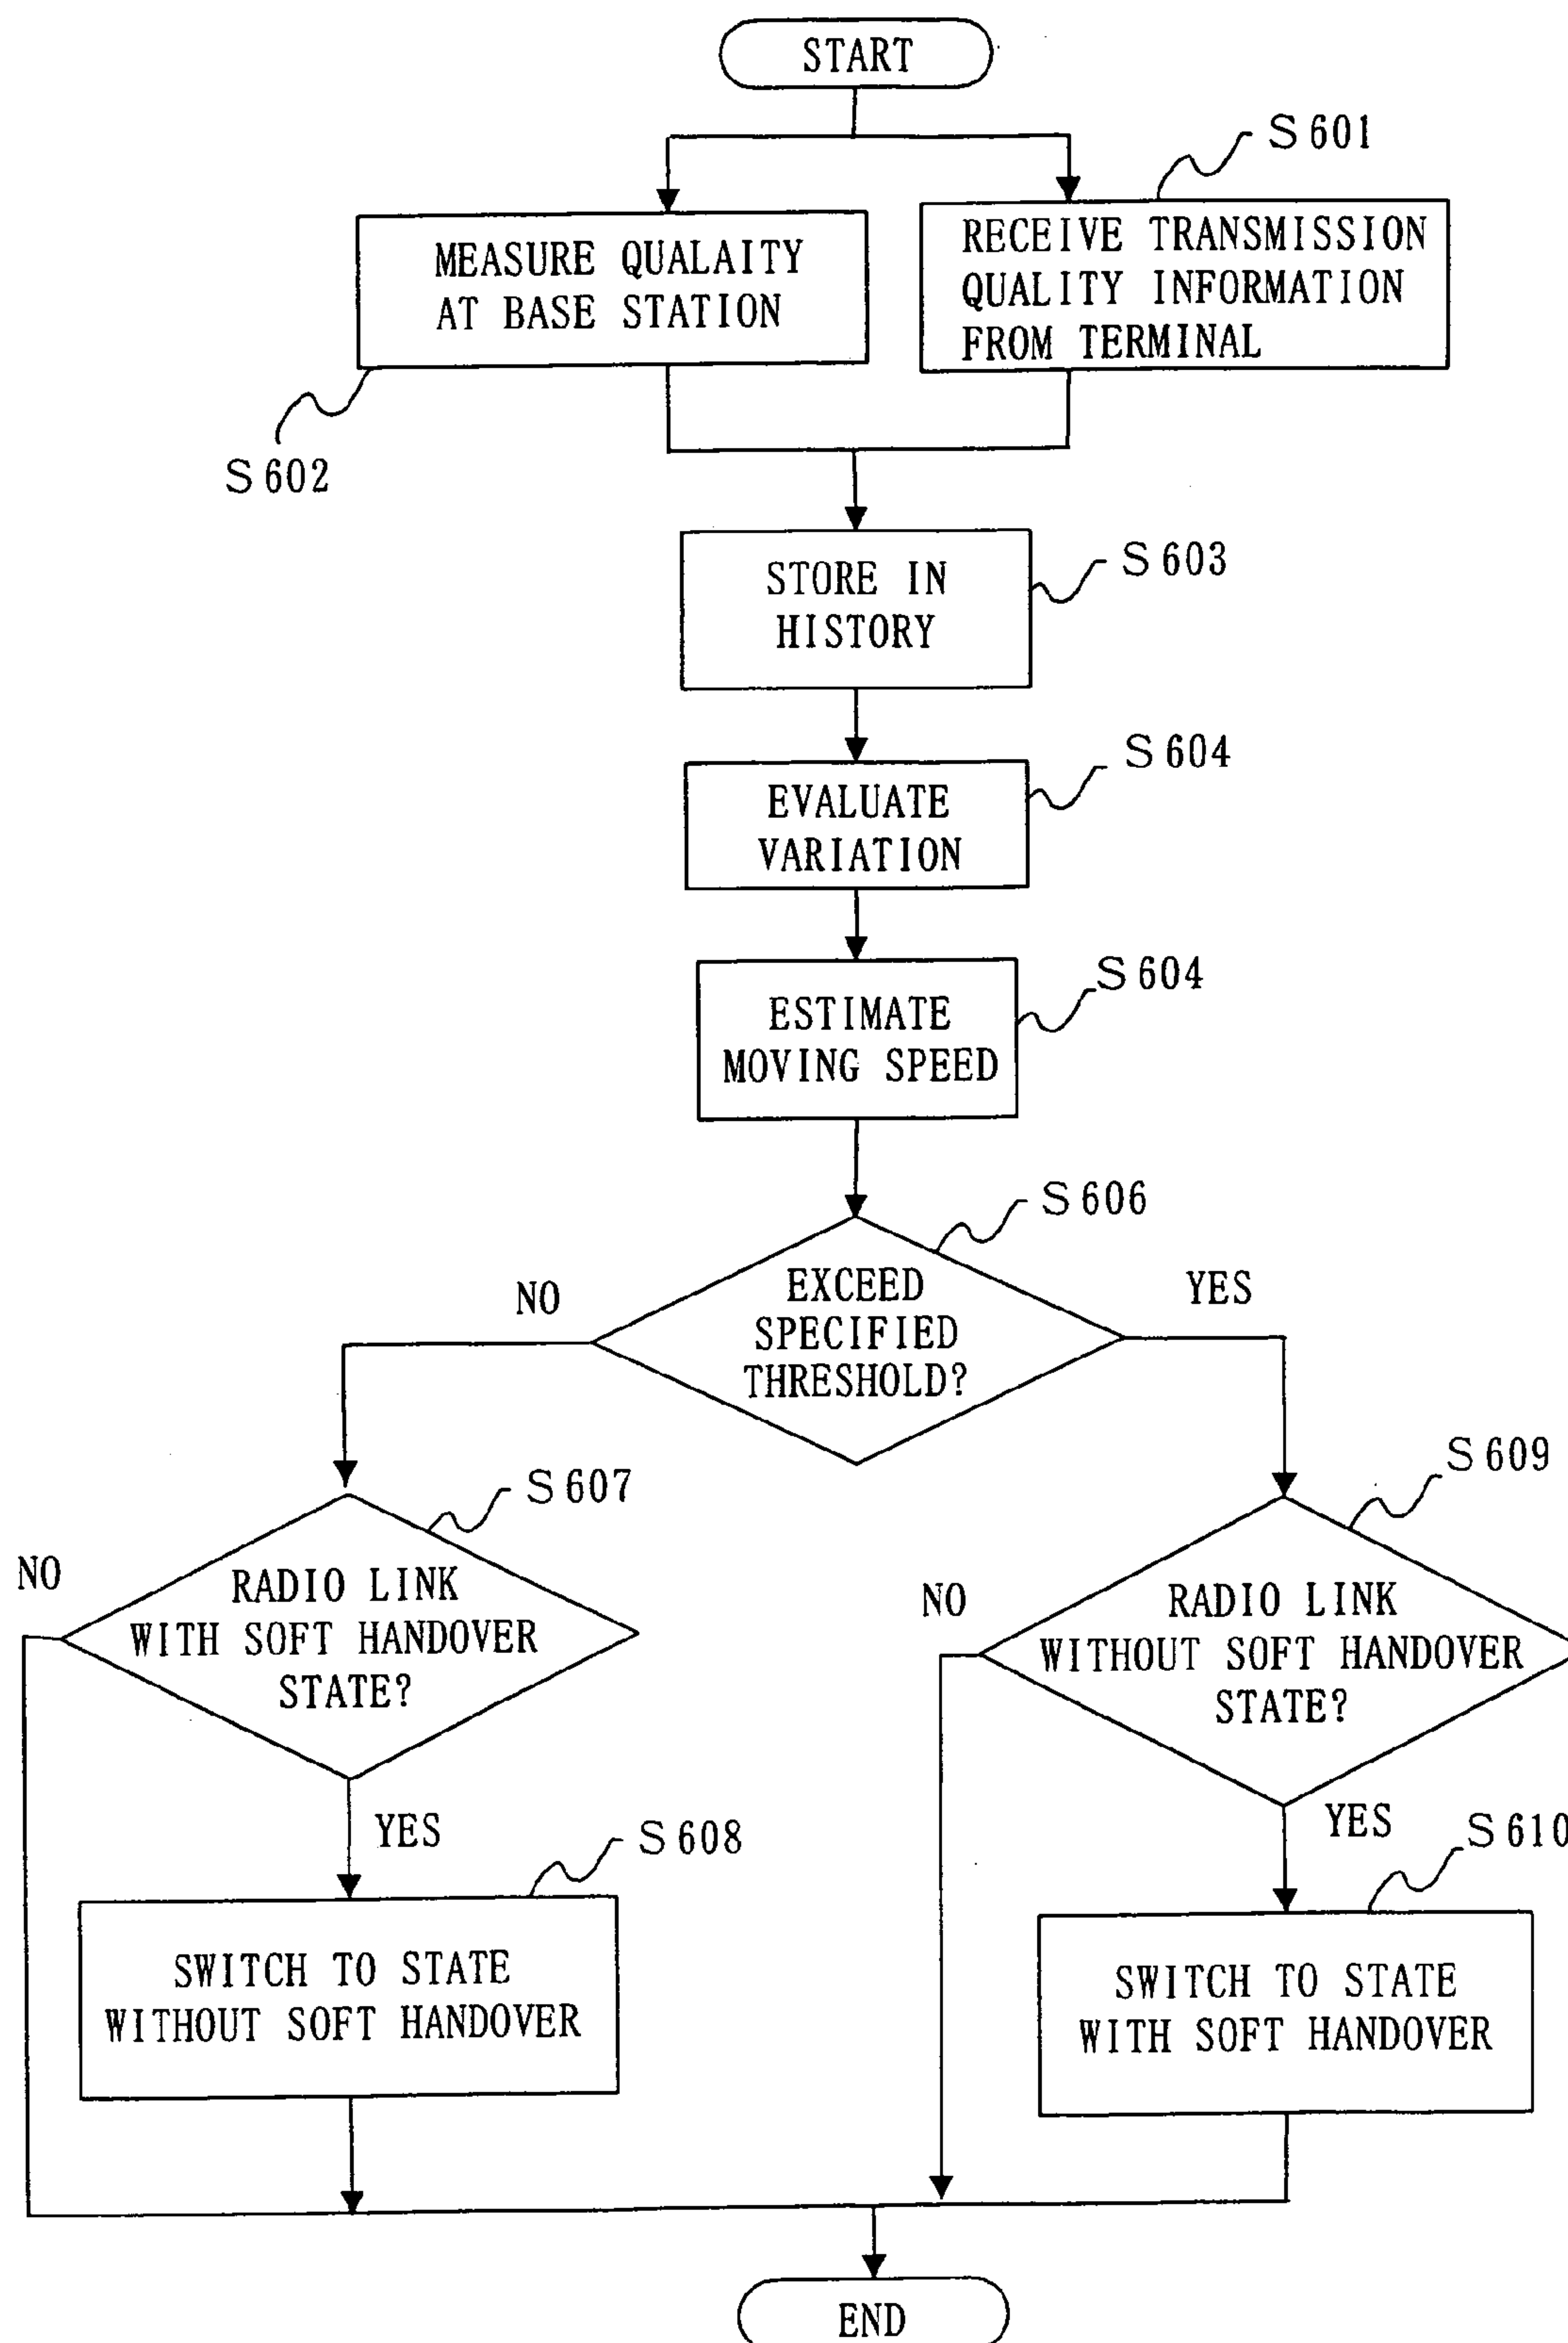 START
S601
MEASURE QUALAITY
AT BASE STATION
RECEIVE TRANSMISSION
QUALITY INFORMATION
FROM TERMINAL
S602
STORE IN
HISTORY
S603
EVALUATE
VARIATION
S604
ESTIMATE
MOVING SPEED
S604
EXCEED
SPECIFIED
THRESHOLD?
S606
NO
YES
RADIO LINK
WITH SOFT HANDOVER
STATE?
S607
NO
YES
RADIO LINK
WITHOUT SOFT HANDOVER
STATE?
S609
NO
YES
SWITCH TO STATE
WITHOUT SOFT HANDOVER
S608
SWITCH TO STATE
WITH SOFT HANDOVER
S610
END